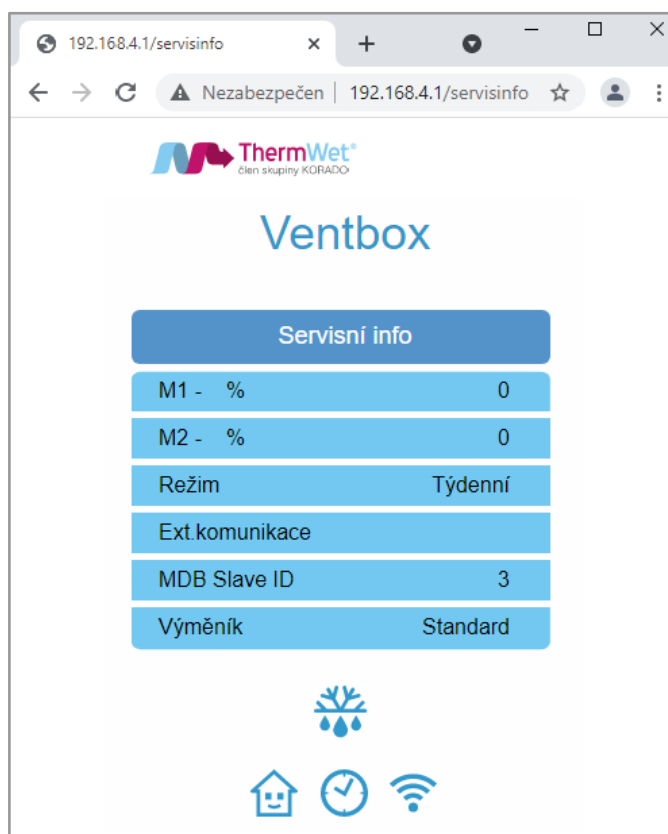 192.168.4.1/servisinfo
Nezabezpečen | 192.168.4.1/servisinfo
ThermWet®
člen skupiny KORADO
Ventbox
Servisní info
M1 - % 0
M2 - % 0
Režim Týdenní
Ext.komunikace
MDB Slave ID 3
Výměník Standard